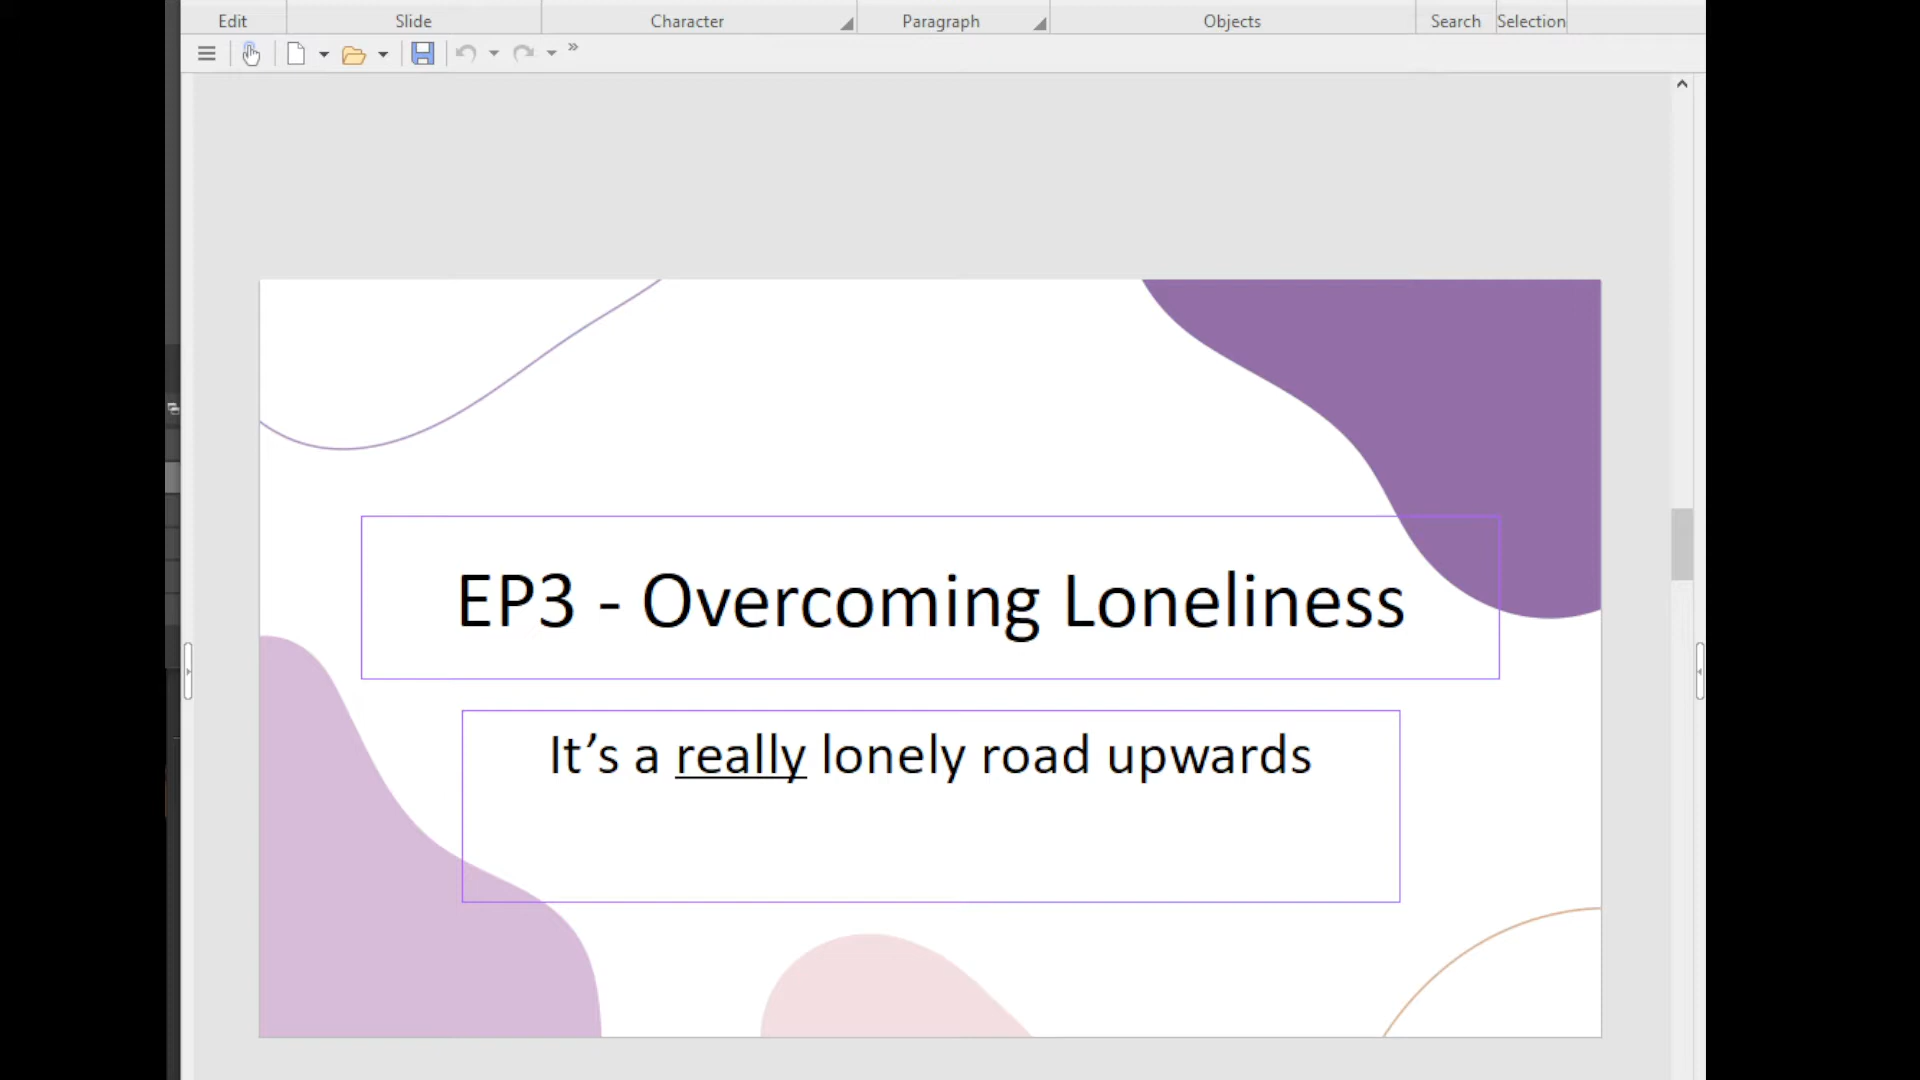 Edit Slide Character Paragraph Objects Search Selection
EP3 - Overcoming Loneliness
It’s a really lonely road upwards